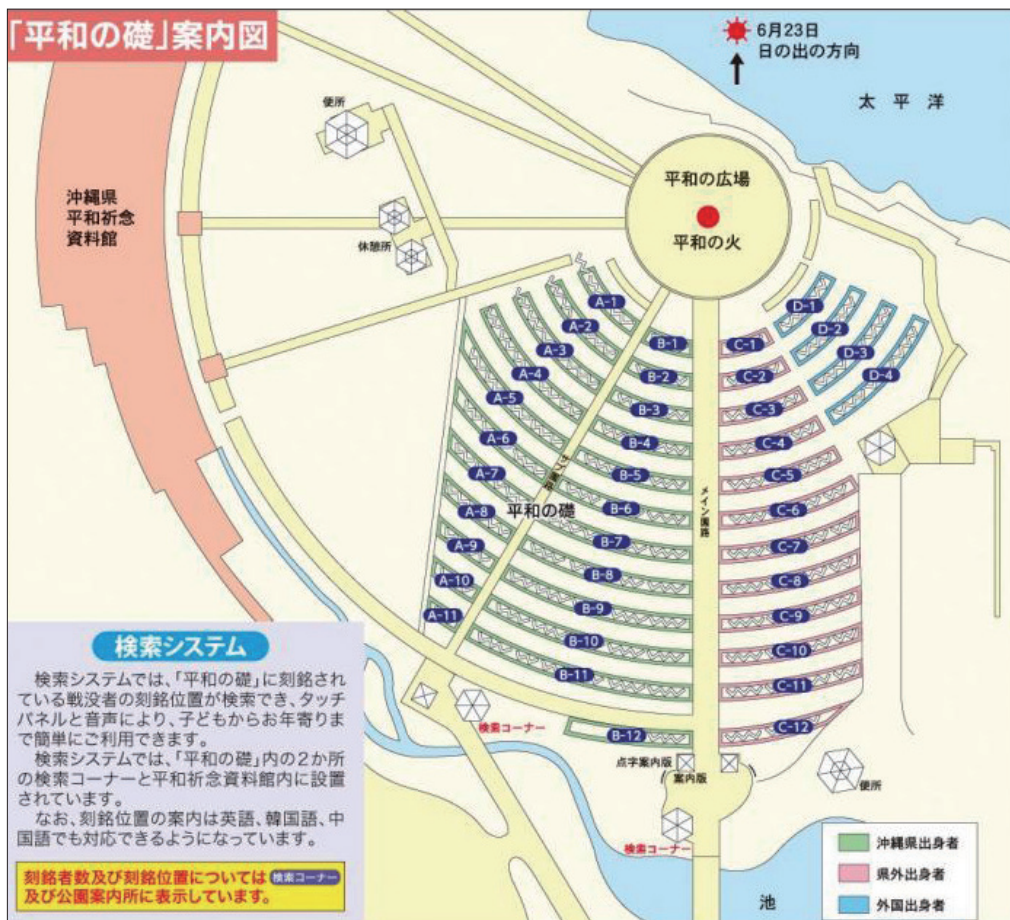 「平和の礎」案内図
6月23日
日の出の方向
太平洋
便所
平和の広場
平和の火
沖縄県
平和祈念
資料館
休憩所
A-1
A-2
A-3
A-4
A-5
A-6
A-7
A-8
A-9
A-10
A-11
B-1
B-2
B-3
B-4
B-5
B-6
B-7
B-8
B-9
B-10
B-11
B-12
C-1
C-2
C-3
C-4
C-5
C-6
C-7
C-8
C-9
C-10
C-11
C-12
D-1
D-2
D-3
D-4
メイン園路
平和の礎
検索コーナー
点字案内版
案内版
検索コーナー
便所
池
検索システム
検索システムでは、「平和の礎」に刻銘され
ている戦没者の刻銘位置が検索でき、タッチ
パネルと音声により、子どもからお年寄りま
で簡単にご利用できます。
検索システムでは、「平和の礎」内の2か所
の検索コーナーと平和祈念資料館内に設置
されています。
なお、刻銘位置の案内は英語、韓国語、中
国語でも対応できるようになっています。
刻銘者数及び刻銘位置については 検索コーナー
及び公園案内所に表示しています。
沖縄県出身者
県外出身者
外国出身者